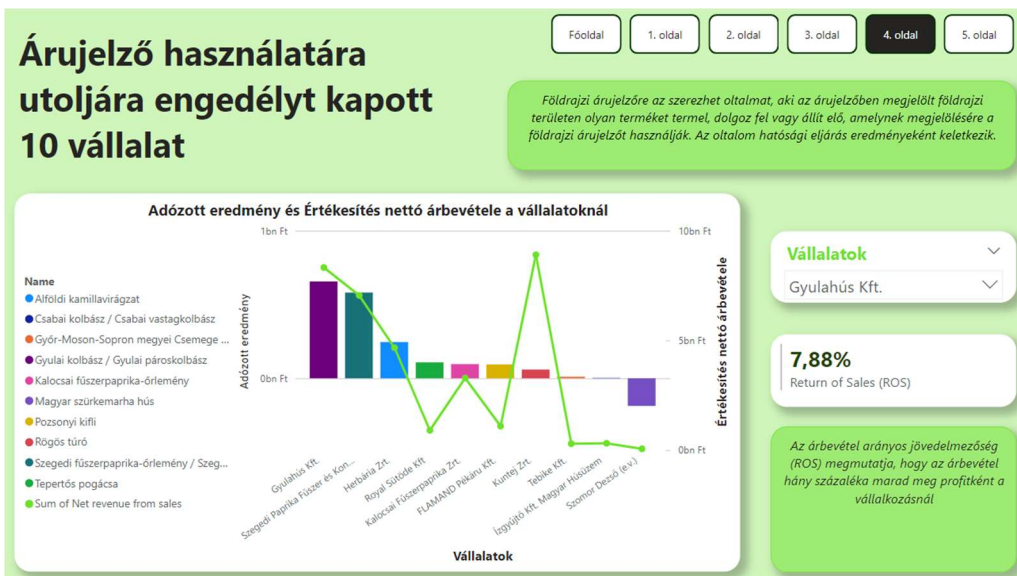 Árujelző használatára
utoljára engedélyt kapott
10 vállalat
Főoldal
1. oldal
2. oldal
3. oldal
4. oldal
5. oldal
Földrajzi árujelzőre az szerezhet oltalmat, aki az árujelzőben megjelölt földrajzi
területen olyan terméket termel, dolgoz fel vagy állít elő, amelynek megjelölésére a
földrajzi árujelzőt használják. Az oltalom hatósági eljárás eredményeként keletkezik.
Adózott eredmény és Értékesítés nettó árbevétele a vállalatoknál
Name
Alföldi kamillavirágzat
Csabai kolbász / Csabai vastagkolbász
Győr-Moson-Sopron megyei Csemege ...
Gyulai kolbász / Gyulai pároskolbász
Kalocsai fűszerpaprika-őrlemény
Magyar szürkemarha hús
Pozsonyi kifli
Rögös túró
Szegedi fűszerpaprika-őrlemény / Szeg...
Tepertős pogácsa
Sum of Net revenue from sales
Adózott eredmény
1bn Ft
0bn Ft
10bn Ft
5bn Ft
0bn Ft
Értékesítés nettó árbevétele
Gyulahús Kft.
Szegedi Paprika Fűszer és Kon...
Herbária Zrt.
Royal Sütöde Kft
Kalocsai Fűszerpaprika Zrt.
FLAMAND Pékáru Kft.
Kuntej Zrt.
Tebike Kft.
Ízgyűjtő Kft. Magyar Húsüzem
Szomor Dezső (e.v.)
Vállalatok
Vállalatok
Gyulahús Kft.
7,88%
Return of Sales (ROS)
Az árbevétel arányos jövedelmezőség
(ROS) megmutatja, hogy az árbevétel
hány százaléka marad meg profitként a
vállalkozásnál